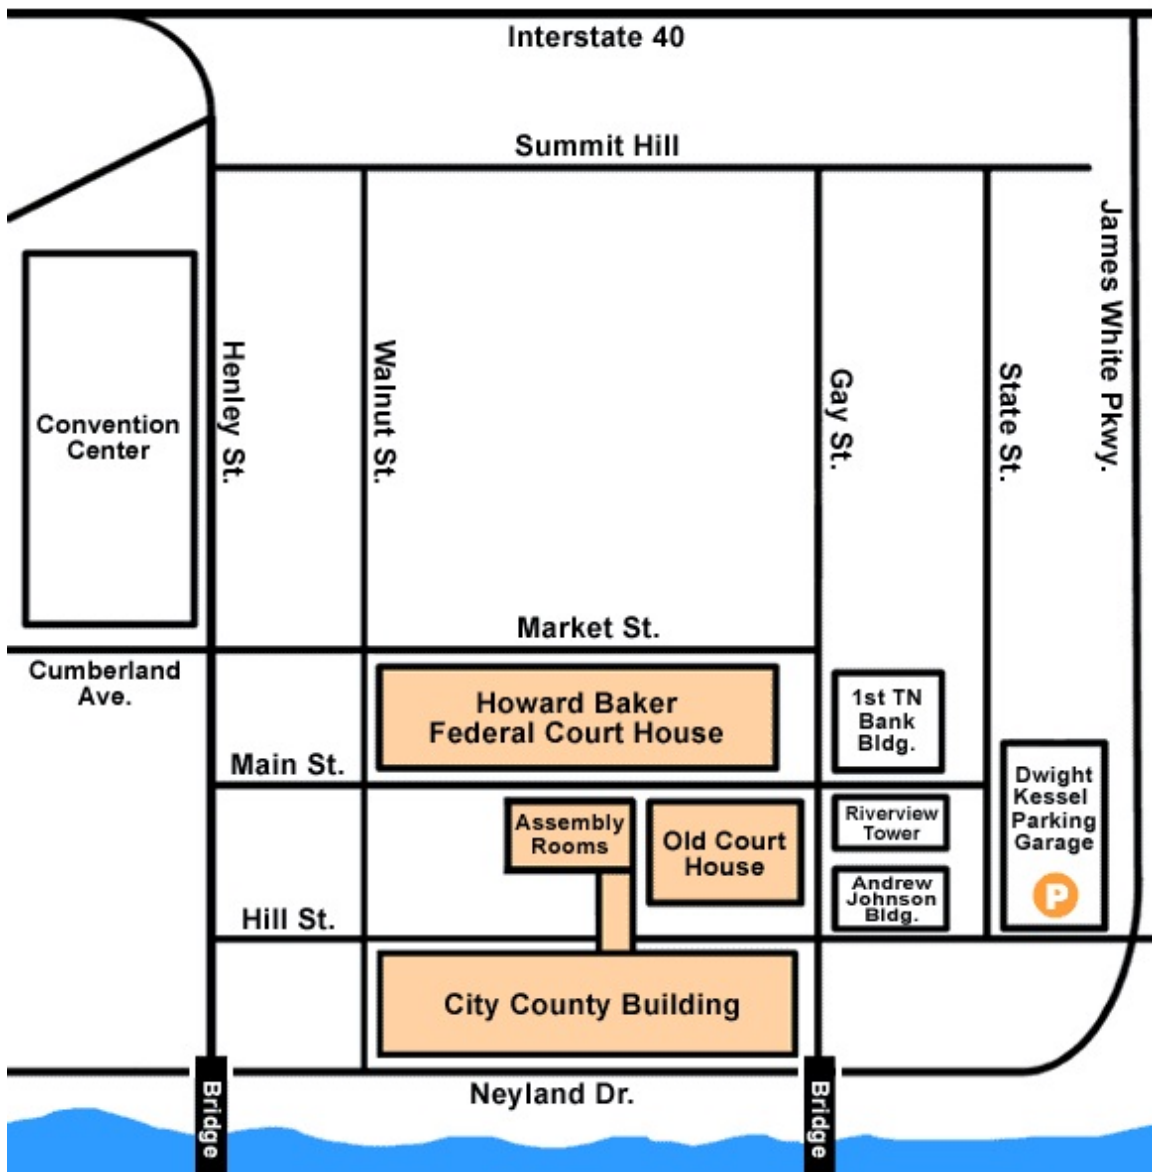 Interstate 40
Summit Hill
James White Pkwy.
Henley St.
Walnut St.
Gay St.
State St.
Convention
Center
Market St.
Cumberland
Ave.
Howard Baker
Federal Court House
1st TN
Bank
Bldg.
Main St.
Dwight
Kessel
Parking
Garage
P
Assembly
Rooms
Old Court
House
Riverview
Tower
Andrew
Johnson
Bldg.
Hill St.
City County Building
Neyland Dr.
Bridge
Bridge